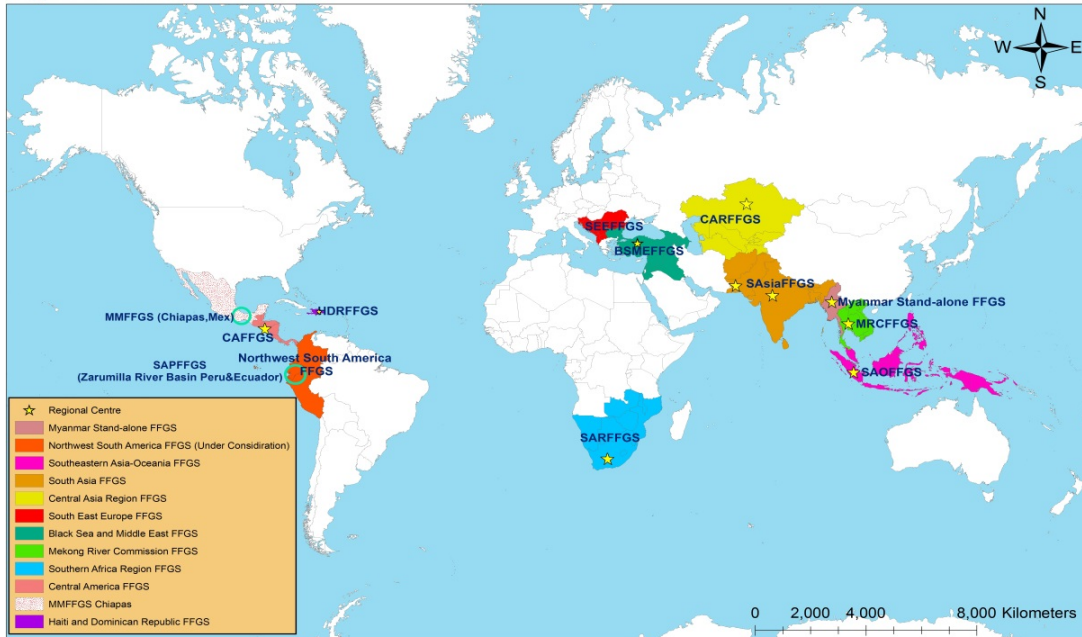 N
W E
S
CARFFGS
SEEFFGS
BSMEFFGS
SAsiaFFGS
Myanmar Stand-alone FFGS
MMFFGS (Chiapas,Mex)
HDRFFGS
MRCFFGS
CAFFGS
Northwest South America
FFGS
SAPFFGS
(Zarumilla River Basin Peru&Ecuador)
SAOFFGS
SARFFGS
Regional Centre
Myanmar Stand-alone FFGS
Northwest South America FFGS (Under Considiration)
Southeastern Asia-Oceania FFGS
South Asia FFGS
Central Asia Region FFGS
South East Europe FFGS
Black Sea and Middle East FFGS
Mekong River Commission FFGS
Southern Africa Region FFGS
Central America FFGS
MMFFGS Chiapas
Haiti and Dominican Republic FFGS
0 2,000 4,000 8,000 Kilometers